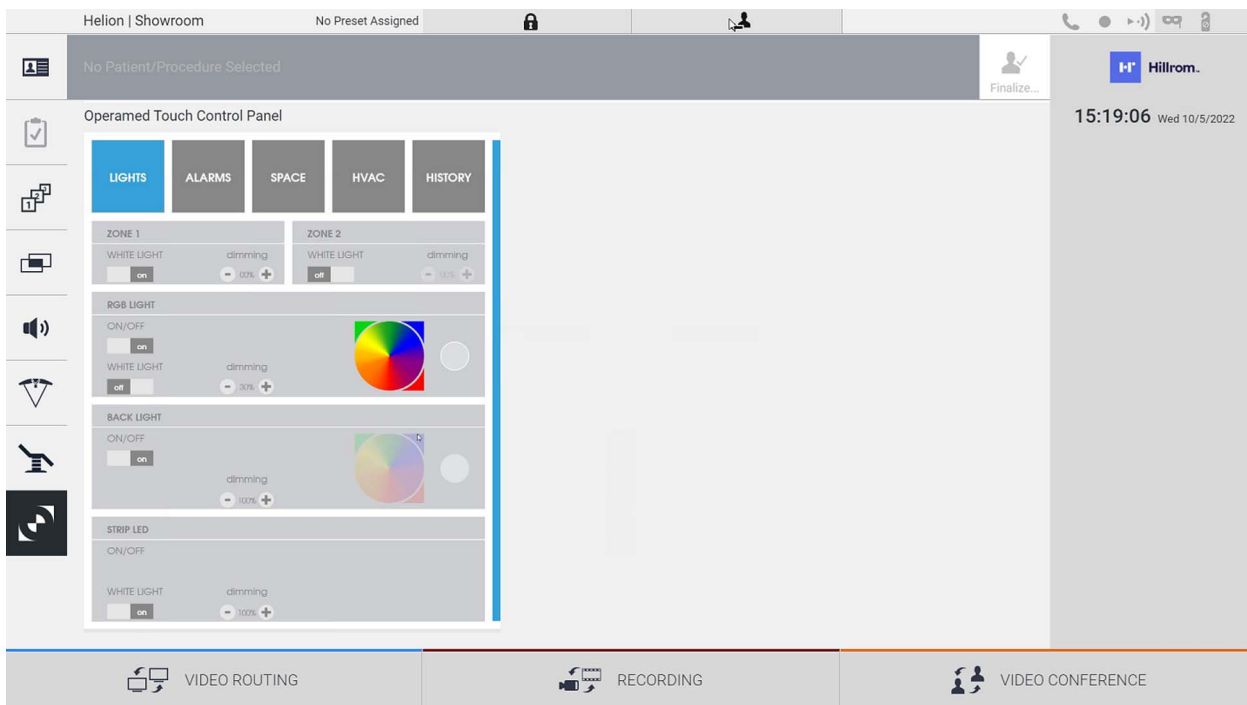 Helion | Showroom
No Preset Assigned
No Patient/Procedure Selected
Finalize...
Hillrom™
15:19:06 Wed 10/5/2022
Operamed Touch Control Panel
LIGHTS
ALARMS
SPACE
HVAC
HISTORY
ZONE 1
WHITE LIGHT
dimming
on
ZONE 2
WHITE LIGHT
dimming
off
RGB LIGHT
ON/OFF
on
WHITE LIGHT
dimming
off
30%
BACK LIGHT
ON/OFF
on
dimming
100%
STRIP LED
ON/OFF
WHITE LIGHT
dimming
on
100%
VIDEO ROUTING
RECORDING
VIDEO CONFERENCE